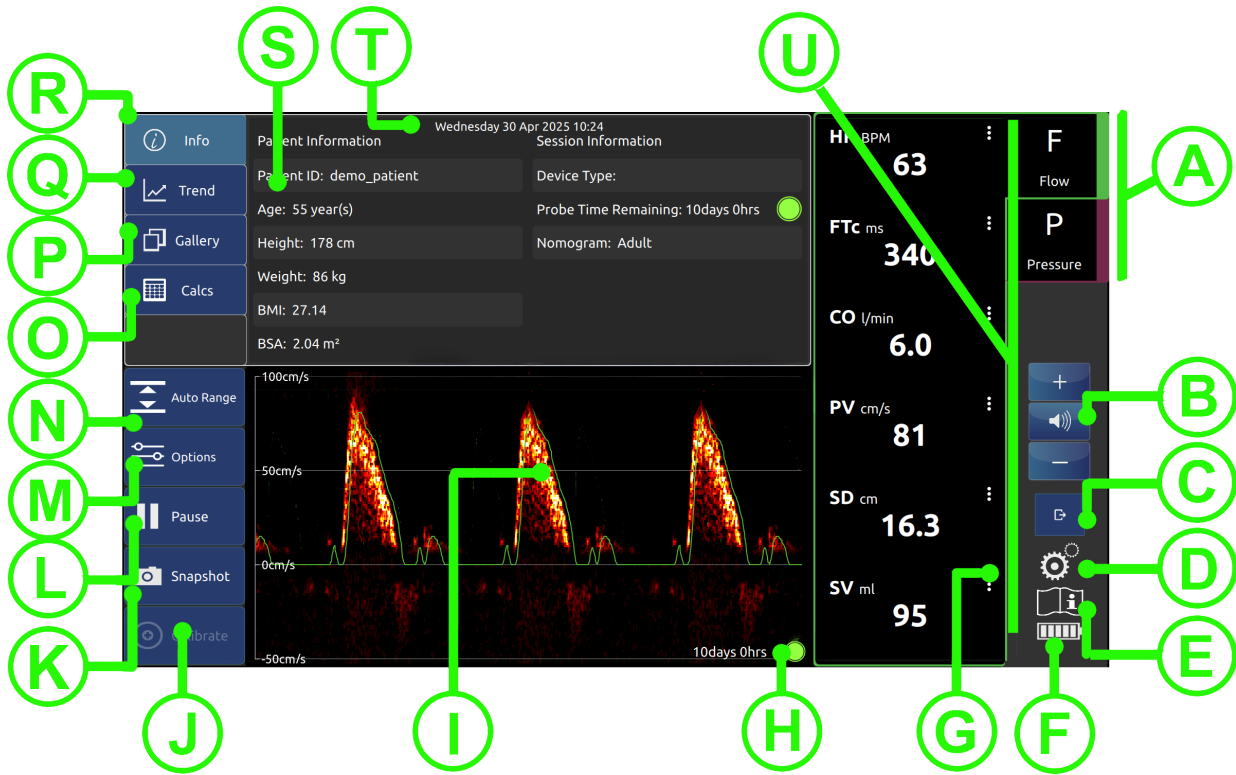 S
T
U
R
Q
P
O
N
M
L
K
J
I
H
G
F
E
D
C
B
A
Info
Trend
Gallery
Calcs
Auto Range
Options
Pause
Snapshot
Calibrate
Wednesday 30 Apr 2025 10:24
Patient Information
Patient ID: demo_patient
Age: 55 year(s)
Height: 178 cm
Weight: 86 kg
BMI: 27.14
BSA: 2.04 m²
Session Information
Device Type:
Probe Time Remaining: 10days 0hrs
Nomogram: Adult
100cm/s
50cm/s
0cm/s
-50cm/s
10days 0hrs
HR BPM
63
FTc ms
340
CO l/min
6.0
PV cm/s
81
SD cm
16.3
SV ml
95
F
Flow
P
Pressure
+
−
i